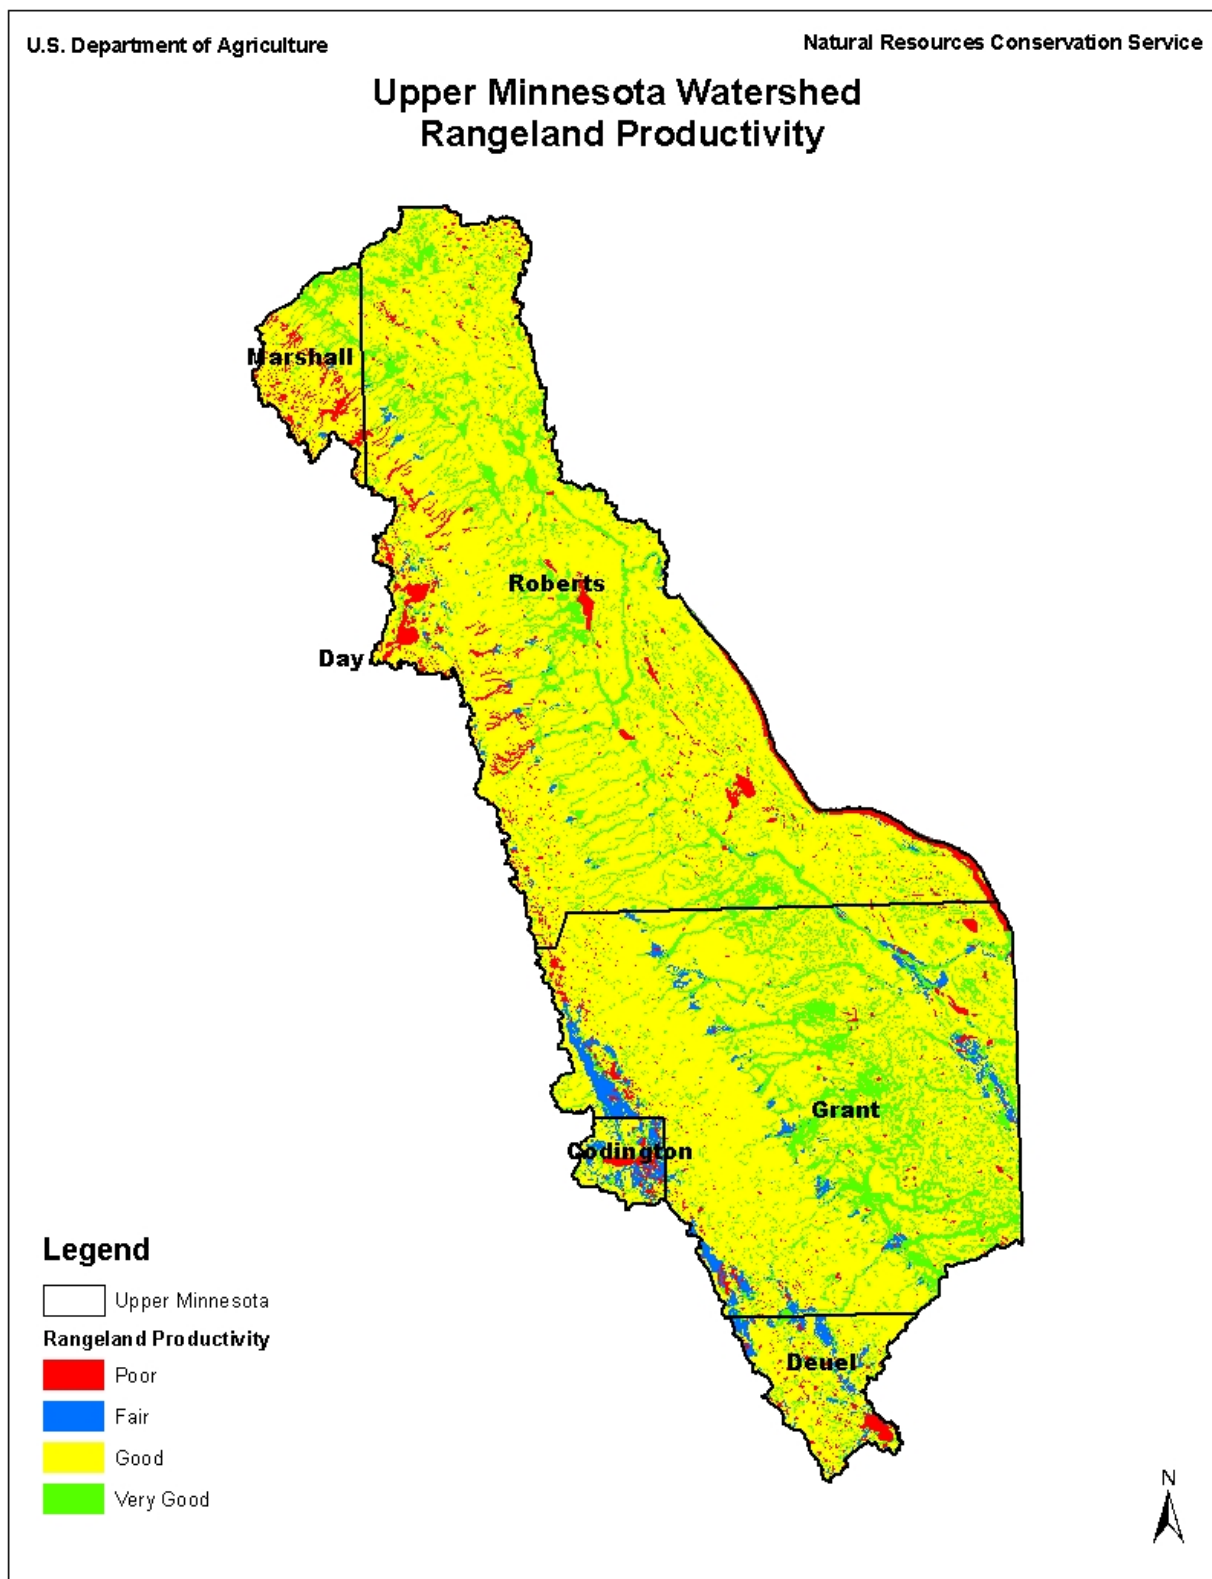 U.S. Department of Agriculture
Natural Resources Conservation Service
Upper Minnesota Watershed
Rangeland Productivity
Marshall
Roberts
Day
Grant
Codington
Deuel
Legend
Upper Minnesota
Rangeland Productivity
Poor
Fair
Good
Very Good
N